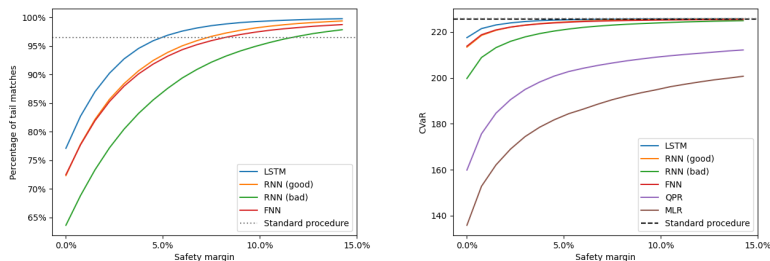 100%
95%
90%
85%
80%
75%
70%
65%
Percentage of tail matches
0.0%
5.0%
10.0%
15.0%
Safety margin
LSTM
RNN (good)
RNN (bad)
FNN
Standard procedure
220
200
180
160
140
CVaR
0.0%
5.0%
10.0%
15.0%
Safety margin
LSTM
RNN (good)
RNN (bad)
FNN
QPR
MLR
Standard procedure